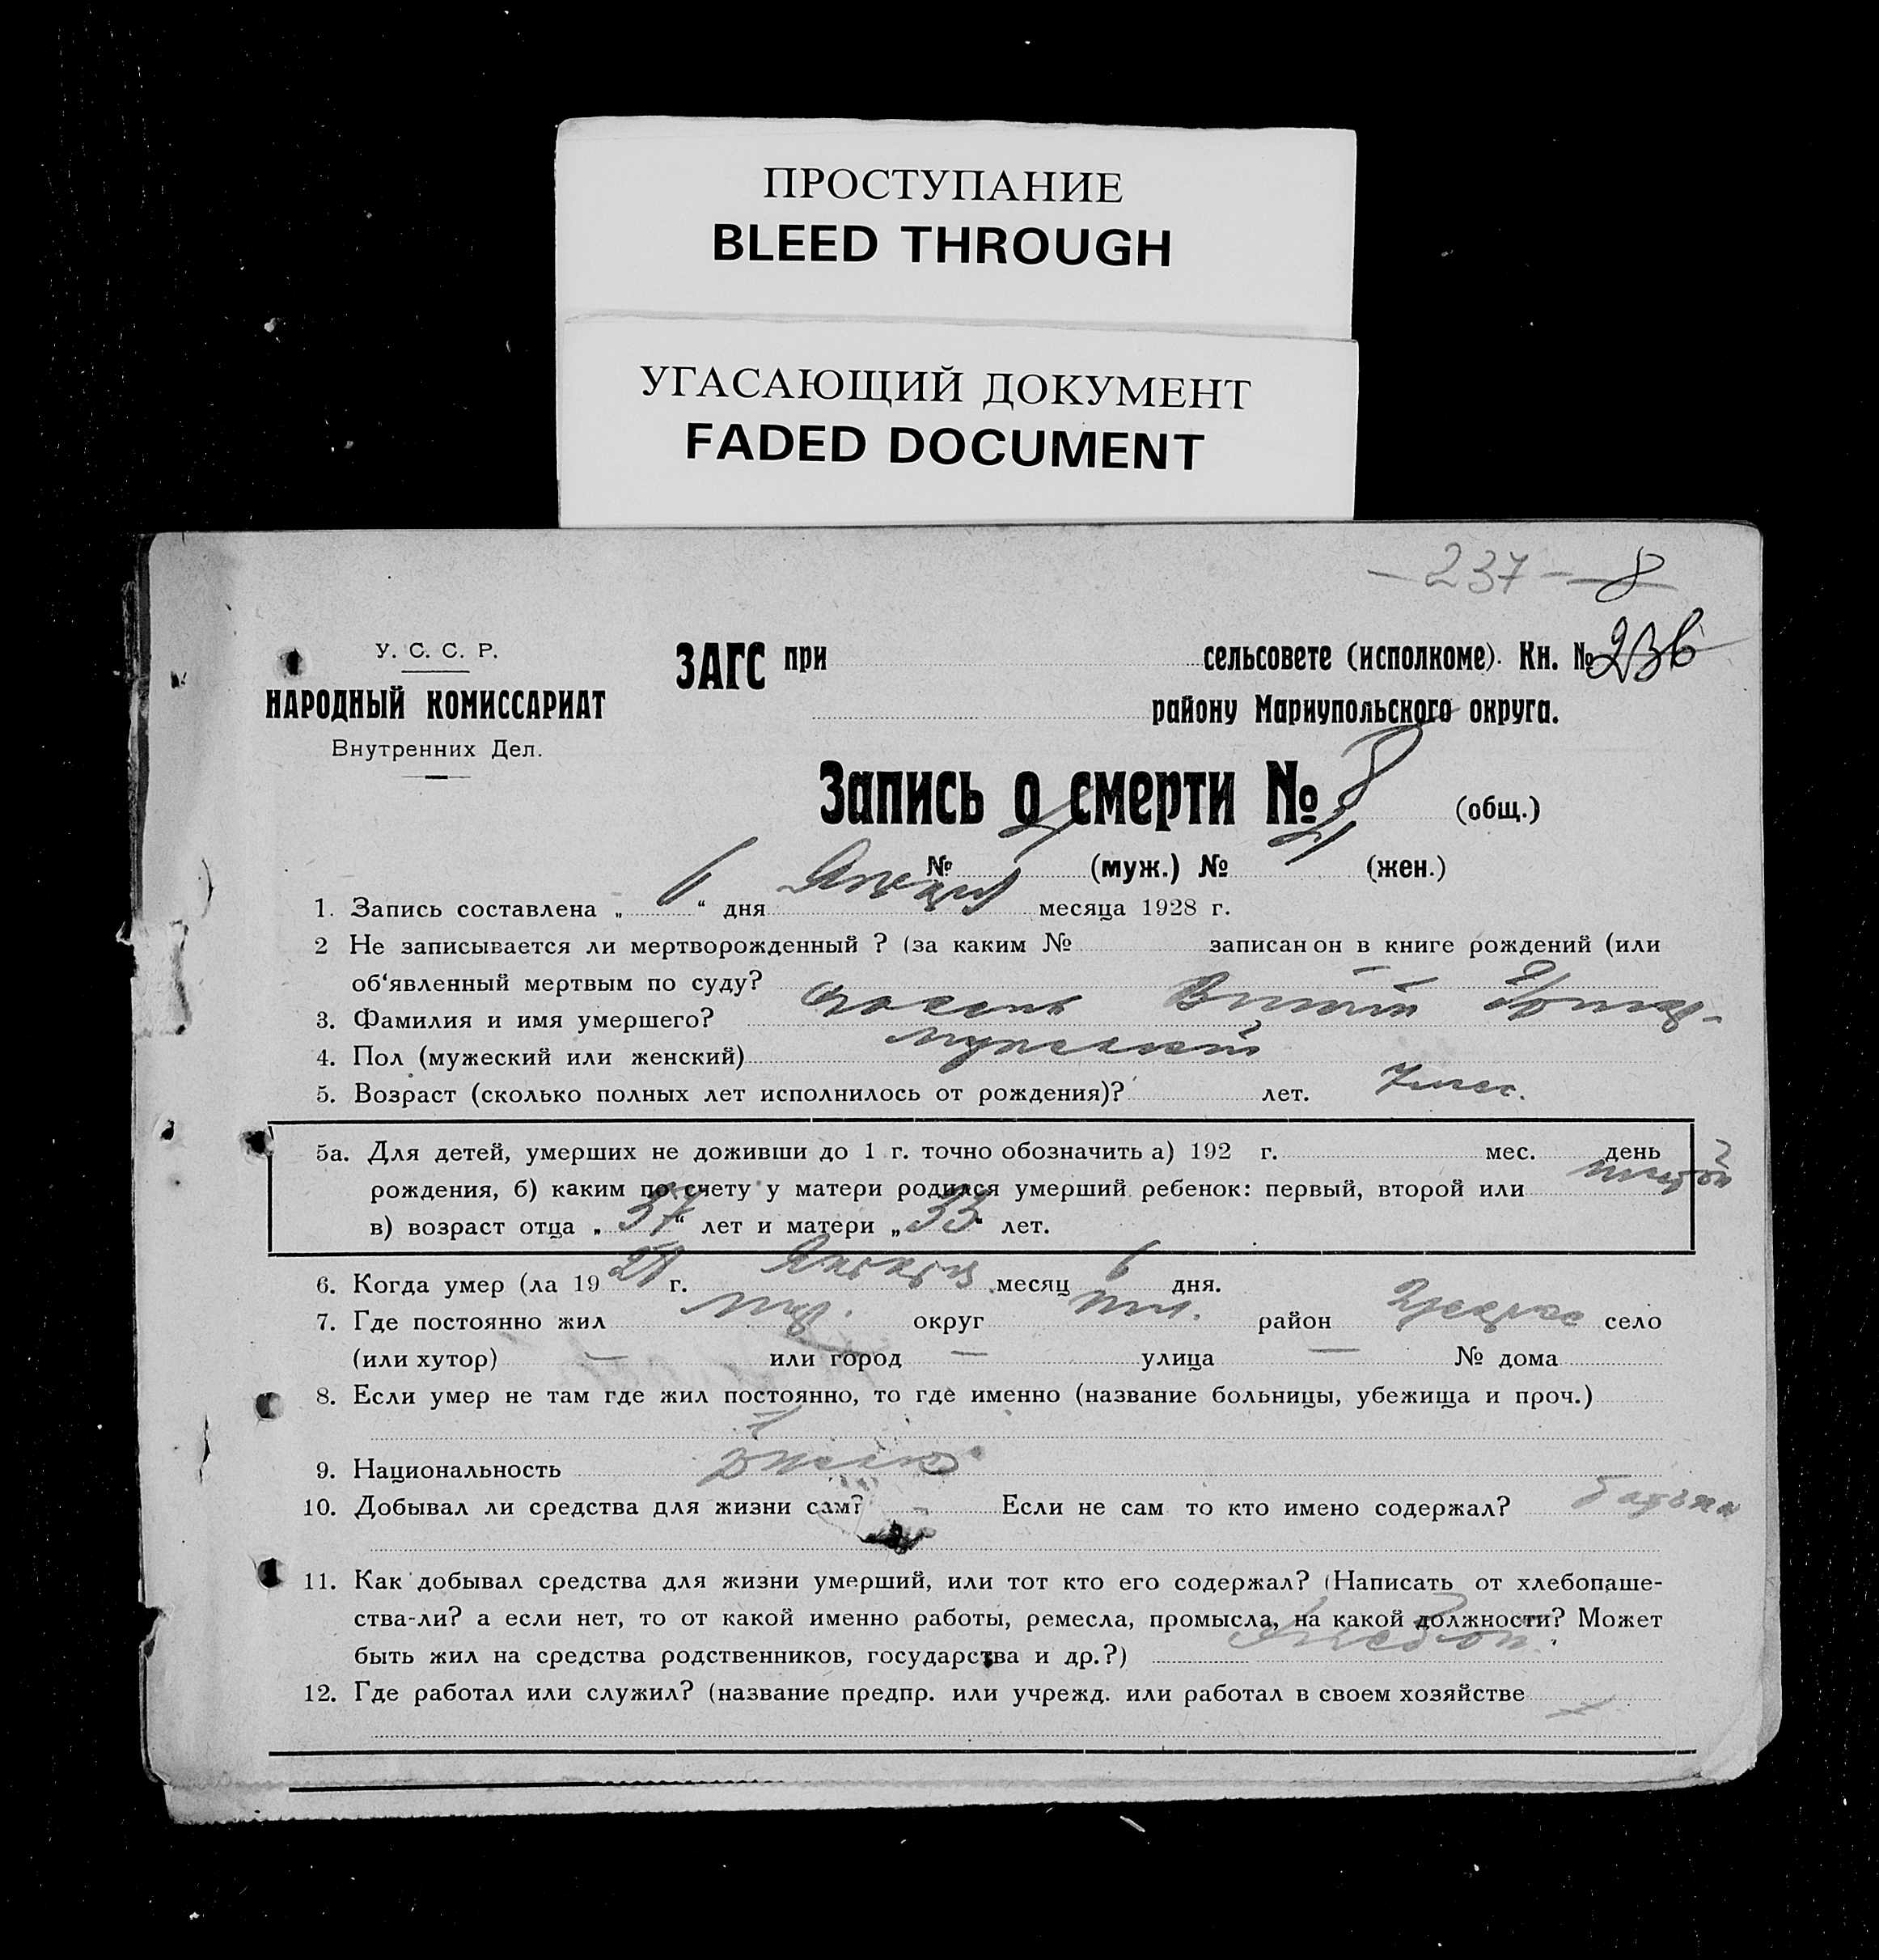 ПРОСТУПАНИЕ
BLEED THROUGH
УГАСАЮЩИЙ ДОКУМЕНТ
FADED DOCUMENT
— 237 — 8
У. С. С. Р.
НАРОДНЫЙ КОМИССАРИАТ
Внутренних Дел.
ЗАГС при сельсовете (исполкоме). Кн. № 236
району Мариупольского округа.
Запись о смерти № 8 (общ.)
№ 4 (муж.) № 4 (жен.)
1. Запись составлена „ 6 “ дня Января месяца 1928 г.
2 Не записывается ли мертворожденный ? (за каким № записан он в книге рождений (или
об‘явленный мертвым по суду? —
3. Фамилия и имя умершего?
4. Пол (мужеский или женский) мужский
5. Возраст (сколько полных лет исполнилось от рождения)? лет. 7 мес.
5а. Для детей, умерших не доживши до 1 г. точно обозначить а) 192 г. мес. день
рождения, б) каким по счету у матери родился умерший ребенок: первый, второй или
в) возраст отца „ 37 “ лет и матери „ 33 “ лет.
6. Когда умер (ла 19 28 г. Января месяц 6 дня.
7. Где постоянно жил округ район село
(или хутор) — или город — улица — № дома
8. Если умер не там где жил постоянно, то где именно (название больницы, убежища и проч.)
9. Национальность
10. Добывал ли средства для жизни сам? — Если не сам то кто имено содержал?
11. Как добывал средства для жизни умерший, или тот кто его содержал? (Написать от хлебопаше-
ства-ли? а если нет, то от какой именно работы, ремесла, промысла, на какой должности? Может
быть жил на средства родственников, государства и др.?)
12. Где работал или служил? (название предпр. или учрежд. или работал в своем хозяйстве